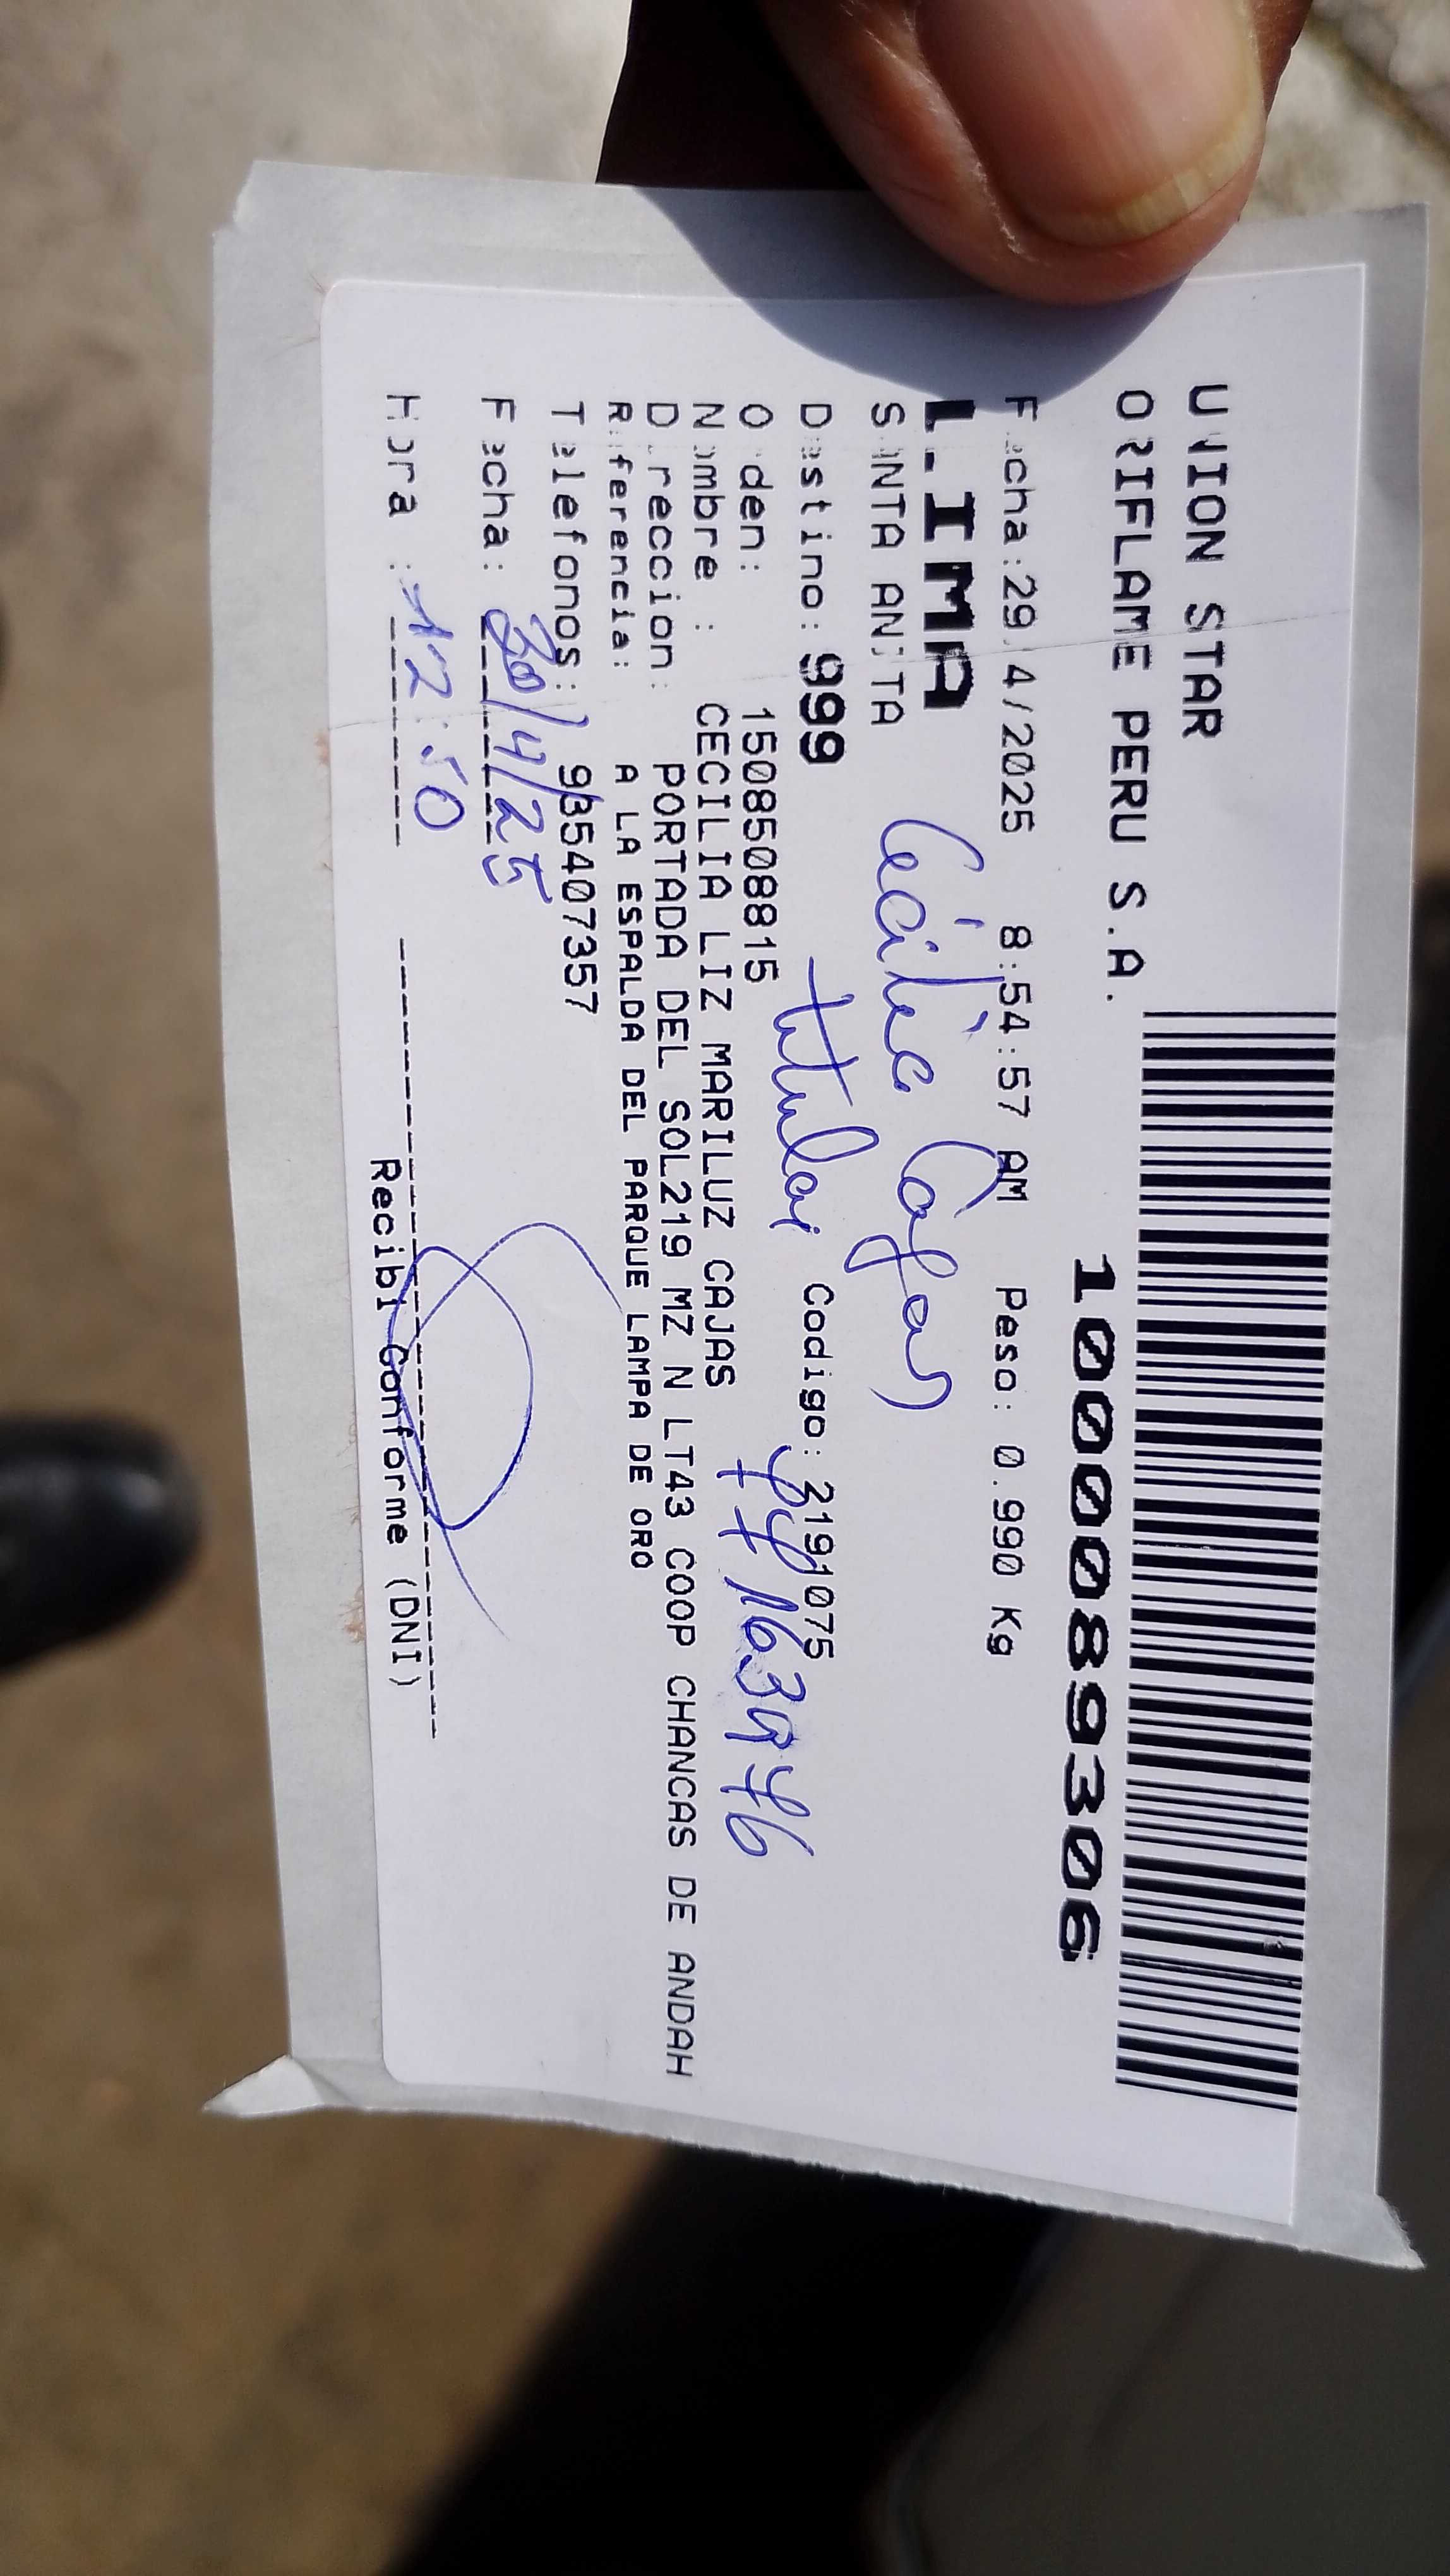 UNION STAR
ORIFLAME PERU S.A.
10000089306
Fecha:29/4/2025 8:54:57 AM Peso: 0.990 Kg
LIMA
SANTA ANITA
Cecilia Cajas
Destino: 999 titular Codigo: 2191075
Orden: 1508508815
Nombre : CECILIA LIZ MARILUZ CAJAS
Direccion: PORTADA DEL SOL219 MZ N LT43 COOP CHANCAS DE ANDAH
Referencia: A LA ESPALDA DEL PARQUE LAMPA DE ORO
Telefonos: 935407357
Fecha: 30/4/25
Hora : 12:50
Recibi Conforme (DNI)